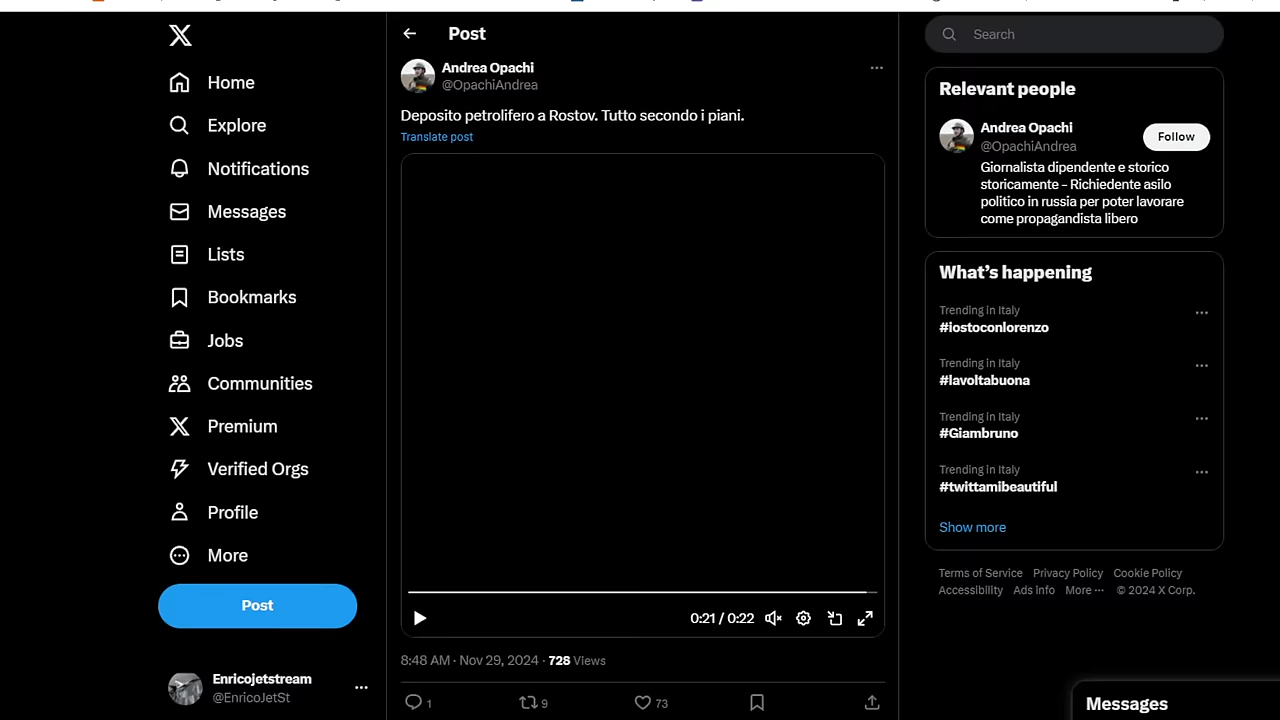 Post
Andrea Opachi
@OpachiAndrea
Deposito petrolifero a Rostov. Tutto secondo i piani.
Translate post
0:21 / 0:22
8:48 AM · Nov 29, 2024 · 728 Views
1
9
73
Home
Explore
Notifications
Messages
Lists
Bookmarks
Jobs
Communities
Premium
Verified Orgs
Profile
More
Post
Enricojetstream
@EnricoJetSt
Search
Relevant people
Andrea Opachi
@OpachiAndrea
Follow
Giornalista dipendente e storico
storicamente - Richiedente asilo
politico in russia per poter lavorare
come propagandista libero
What's happening
Trending in Italy
#iostoconlorenzo
Trending in Italy
#lavoltabuona
Trending in Italy
#Giambruno
Trending in Italy
#twittamibeautiful
Show more
Terms of Service Privacy Policy Cookie Policy
Accessibility Ads info More ··· © 2024 X Corp.
Messages